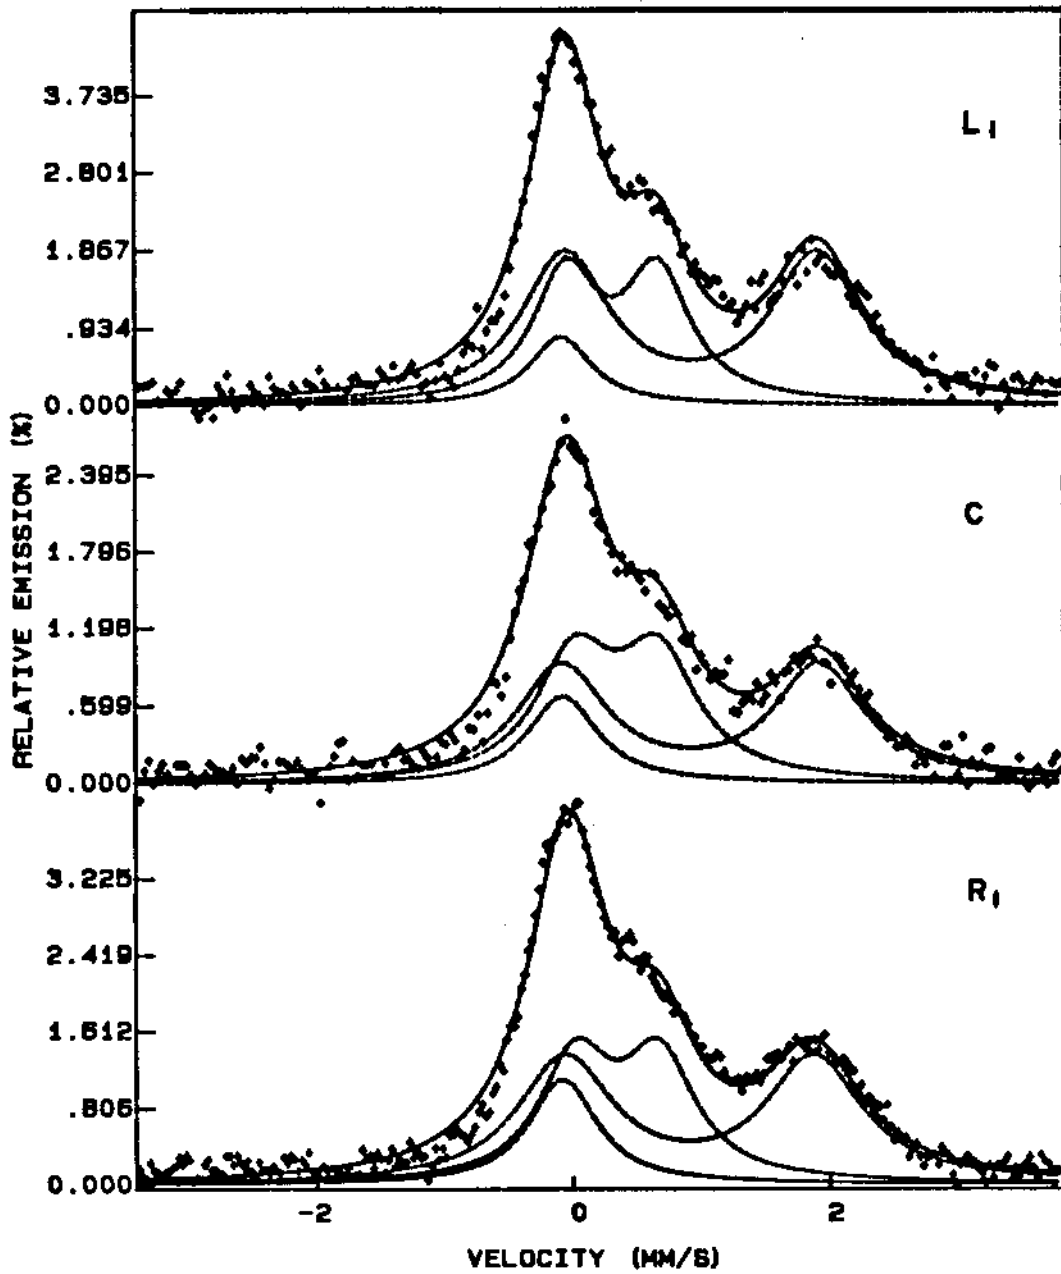 L1
3.735
2.801
1.867
.934
0.000
C
2.395
1.796
1.198
.599
0.000
R1
3.225
2.419
1.612
.806
0.000
-2 0 2
RELATIVE EMISSION (%)
VELOCITY (MM/S)